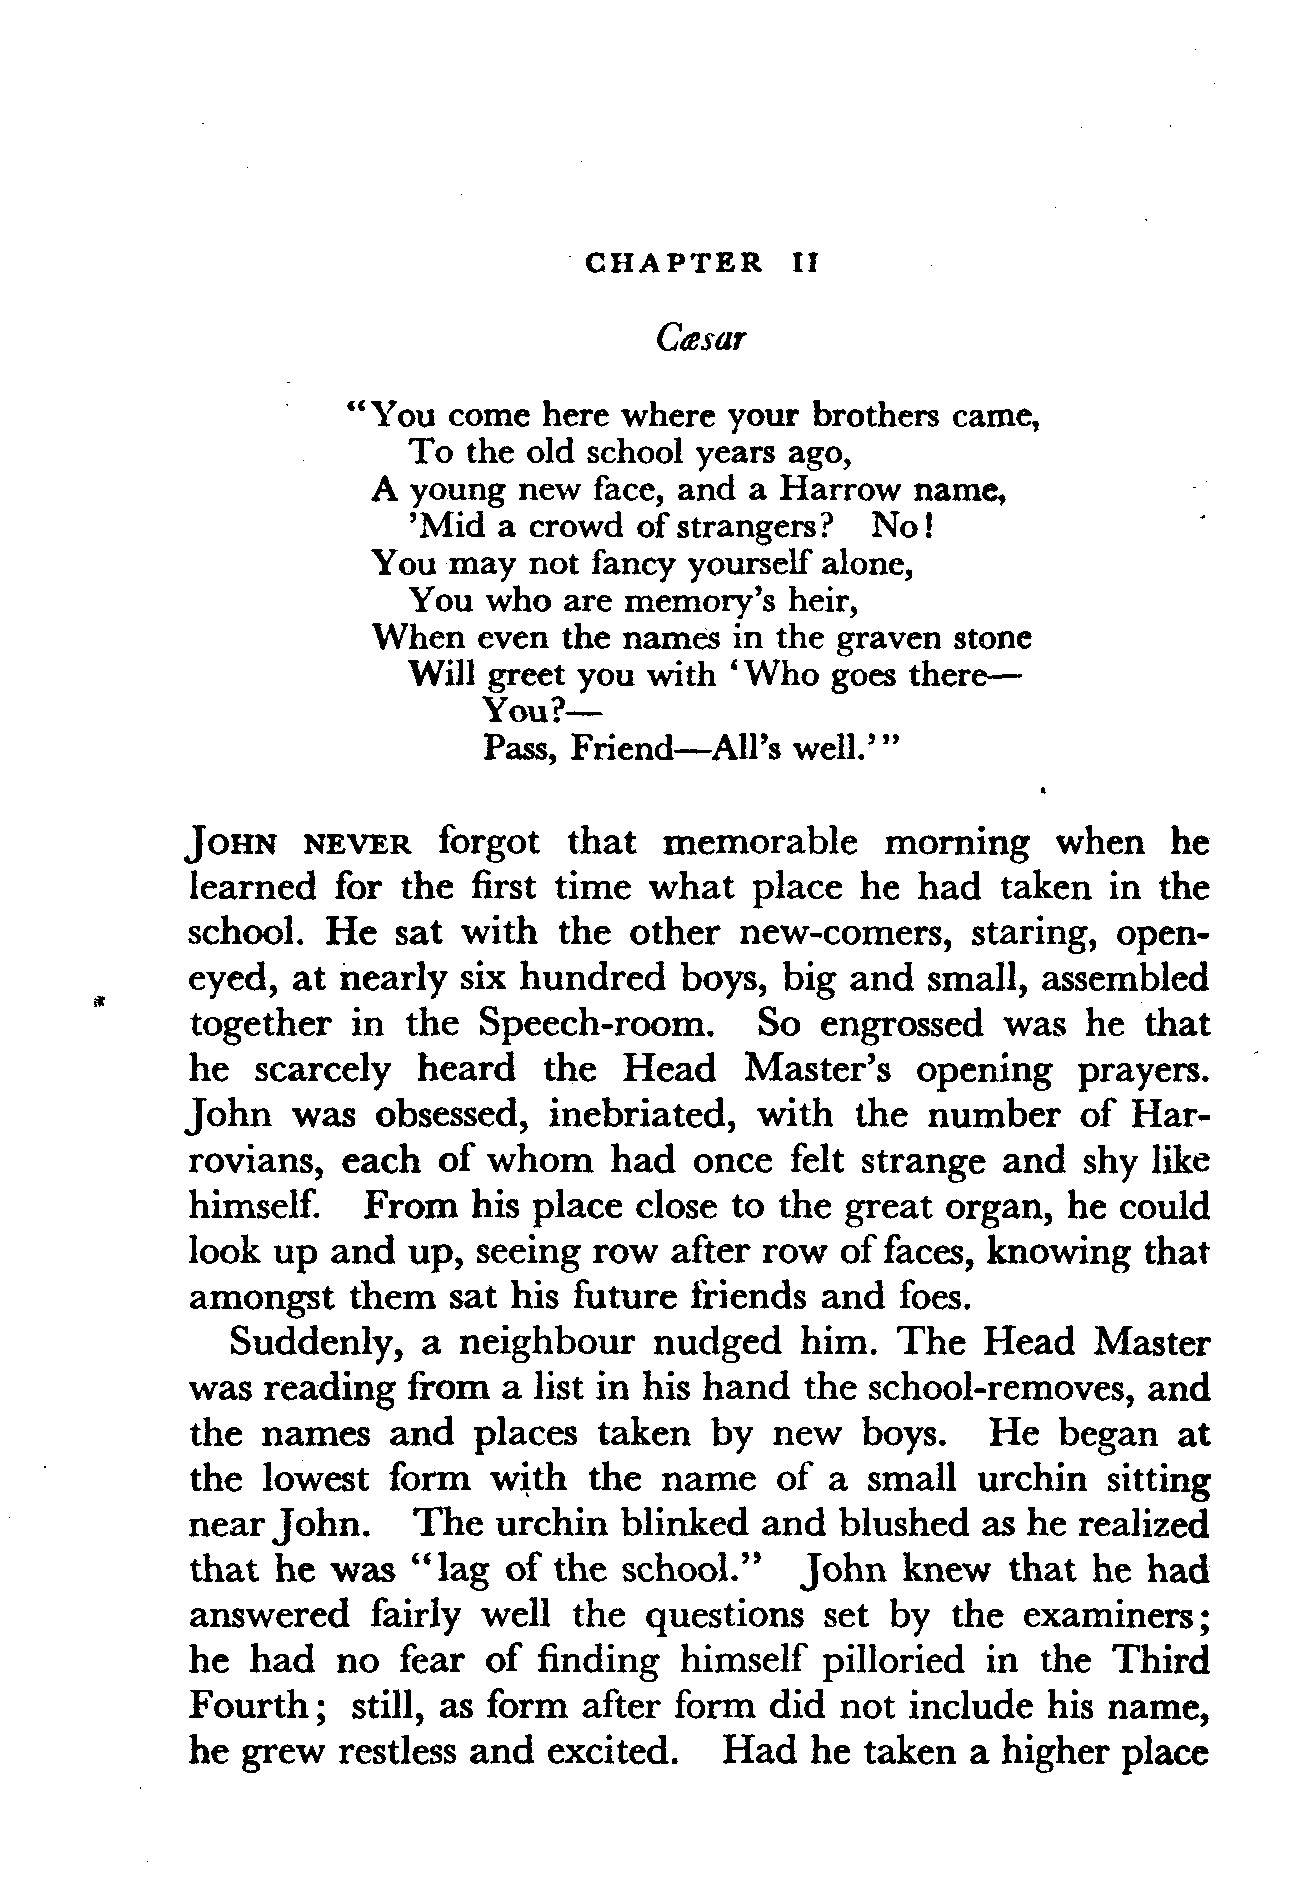 CHAPTER II
Cæsar
“You come here where your brothers came,
To the old school years ago,
A young new face, and a Harrow name,
’Mid a crowd of strangers? No!
You may not fancy yourself alone,
You who are memory’s heir,
When even the names in the graven stone
Will greet you with ‘Who goes there—
You?—
Pass, Friend—All’s well.’”
JOHN NEVER forgot that memorable morning when he
learned for the first time what place he had taken in the
school. He sat with the other new-comers, staring, open-
eyed, at nearly six hundred boys, big and small, assembled
together in the Speech-room. So engrossed was he that
he scarcely heard the Head Master’s opening prayers.
John was obsessed, inebriated, with the number of Har-
rovians, each of whom had once felt strange and shy like
himself. From his place close to the great organ, he could
look up and up, seeing row after row of faces, knowing that
amongst them sat his future friends and foes.
Suddenly, a neighbour nudged him. The Head Master
was reading from a list in his hand the school-removes, and
the names and places taken by new boys. He began at
the lowest form with the name of a small urchin sitting
near John. The urchin blinked and blushed as he realized
that he was “lag of the school.” John knew that he had
answered fairly well the questions set by the examiners;
he had no fear of finding himself pilloried in the Third
Fourth; still, as form after form did not include his name,
he grew restless and excited. Had he taken a higher place